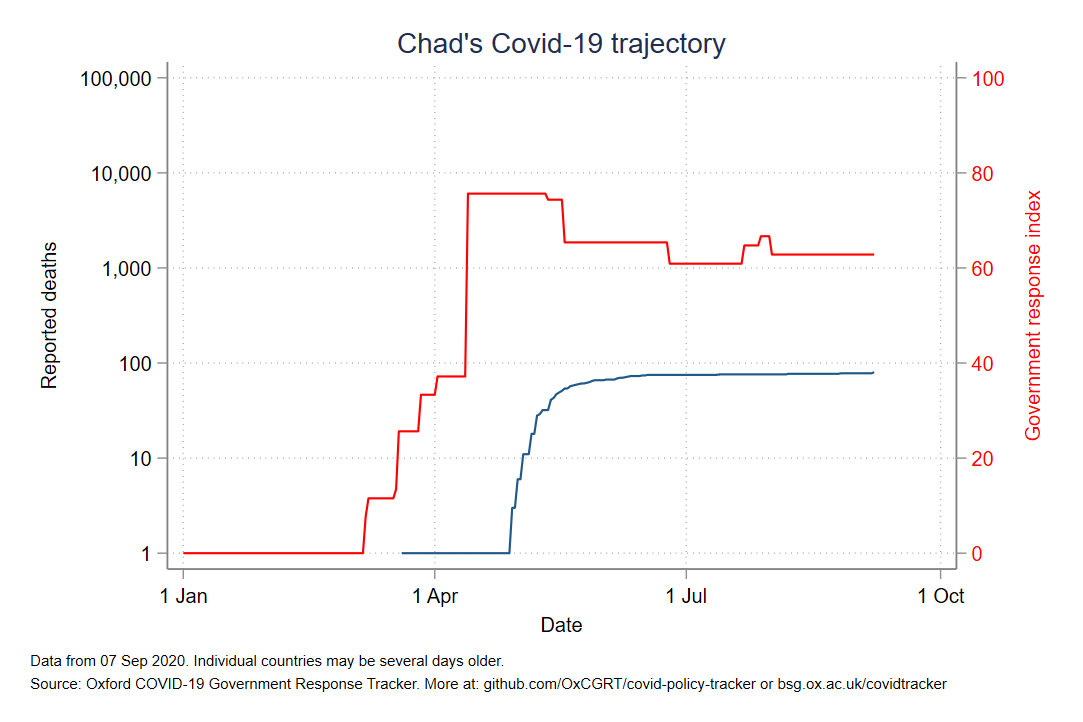 Chad's Covid-19 trajectory
100,000
10,000
1,000
100
10
1
Reported deaths
100
80
60
40
20
0
Government response index
1 Jan
1 Apr
1 Jul
1 Oct
Date
Data from 07 Sep 2020. Individual countries may be several days older.
Source: Oxford COVID-19 Government Response Tracker. More at: github.com/OxCGRT/covid-policy-tracker or bsg.ox.ac.uk/covidtracker